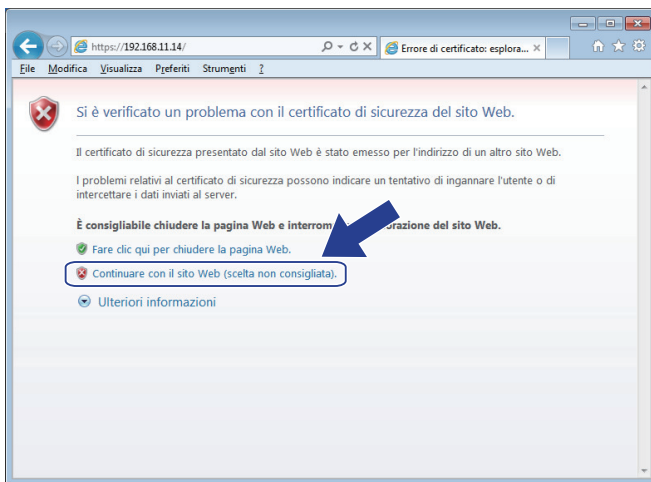 https://192.168.11.14/
Errore di certificato: esplora...
File Modifica Visualizza Preferiti Strumenti ?
Si è verificato un problema con il certificato di sicurezza del sito Web.
Il certificato di sicurezza presentato dal sito Web è stato emesso per l'indirizzo di un altro sito Web.
I problemi relativi al certificato di sicurezza possono indicare un tentativo di ingannare l'utente o di
intercettare i dati inviati al server.
È consigliabile chiudere la pagina Web e del sito Web.
Fare clic qui per chiudere la pagina Web.
Continuare con il sito Web (scelta non consigliata).
Ulteriori informazioni